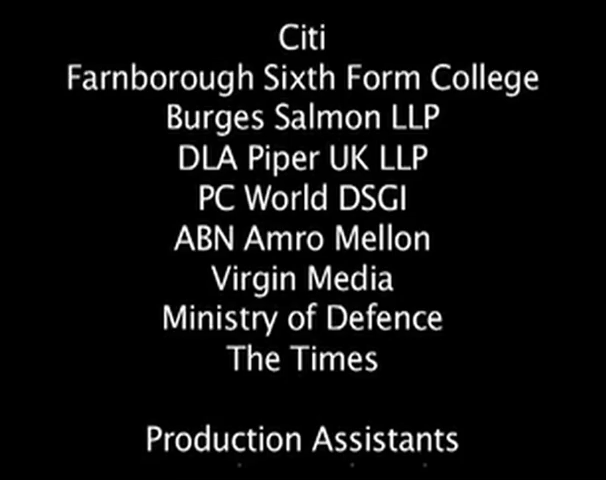 Citi
Farnborough Sixth Form College
Burges Salmon LLP
DLA Piper UK LLP
PC World DSGI
ABN Amro Mellon
Virgin Media
Ministry of Defence
The Times
Production Assistants